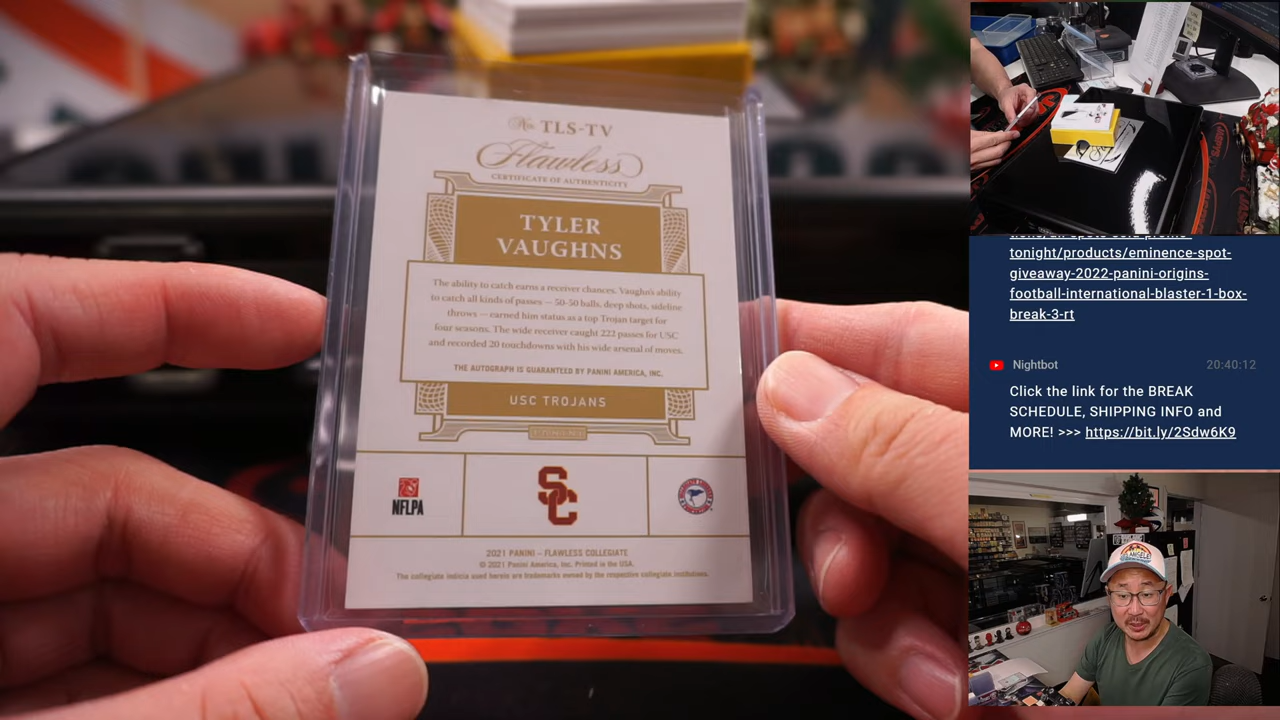 No. TLS-TV
Flawless
CERTIFICATE OF AUTHENTICITY
TYLER
VAUGHNS
The ability to catch earns a receiver chances. Vaughn's ability
to catch all kinds of passes — 50-50 balls, deep shots, sideline
throws — earned him status as a top Trojan target for
four seasons. The wide receiver caught 222 passes for USC
and recorded 20 touchdowns with his wide arsenal of moves.
THE AUTOGRAPH IS GUARANTEED BY PANINI AMERICA, INC.
USC TROJANS
PANINI
NFLPA
SC
2021 PANINI – FLAWLESS COLLEGIATE
© 2021 Panini America, Inc. Printed in the USA.
The collegiate indicia used herein are trademarks owned by the respective collegiate institutions.
tonight/products/eminence-spot-
giveaway-2022-panini-origins-
football-international-blaster-1-box-
break-3-rt
Nightbot
20:40:12
Click the link for the BREAK
SCHEDULE, SHIPPING INFO and
MORE! >>> https://bit.ly/2Sdw6K9